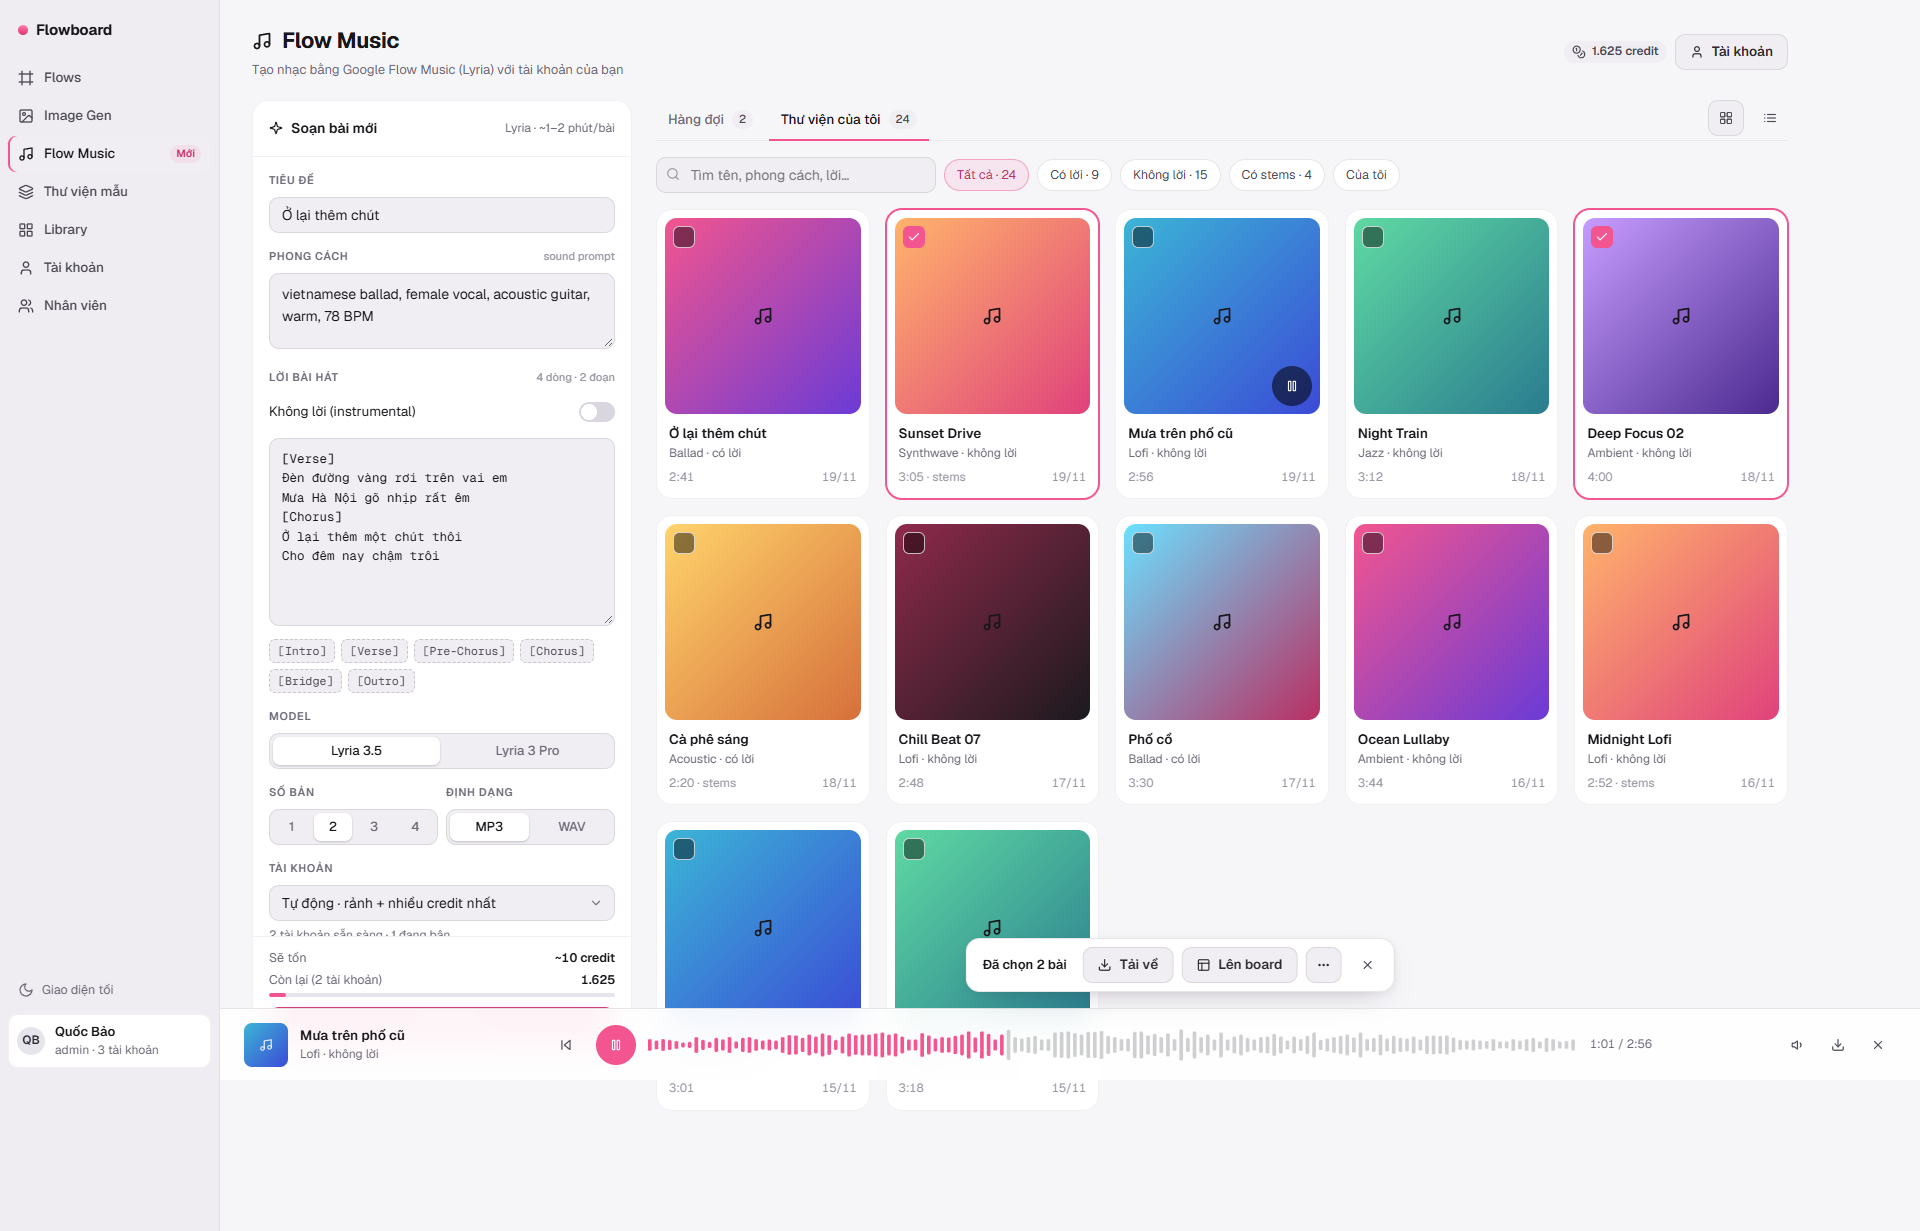 Flowboard
Flows
Image Gen
Flow Music
Mới
Thư viện mẫu
Library
Tài khoản
Nhân viên
Giao diện tối
QB
Quốc Bảo
admin · 3 tài khoản
Flow Music
Tạo nhạc bằng Google Flow Music (Lyria) với tài khoản của bạn
1.625 credit
Tài khoản
Soạn bài mới
Lyria · ~1–2 phút/bài
TIÊU ĐỀ
Ở lại thêm chút
PHONG CÁCH
sound prompt
vietnamese ballad, female vocal, acoustic guitar,
warm, 78 BPM
LỜI BÀI HÁT
4 dòng · 2 đoạn
Không lời (instrumental)
[Verse]
Đèn đường vàng rơi trên vai em
Mưa Hà Nội gõ nhịp rất êm
[Chorus]
Ở lại thêm một chút thôi
Cho đêm nay chậm trôi
[Intro]
[Verse]
[Pre-Chorus]
[Chorus]
[Bridge]
[Outro]
MODEL
Lyria 3.5
Lyria 3 Pro
SỐ BẢN
ĐỊNH DẠNG
1
2
3
4
MP3
WAV
TÀI KHOẢN
Tự động · rảnh + nhiều credit nhất
2 tài khoản sẵn sàng · 1 đang bận
Sẽ tốn
~10 credit
Còn lại (2 tài khoản)
1.625
Hàng đợi
2
Thư viện của tôi
24
Tìm tên, phong cách, lời...
Tất cả · 24
Có lời · 9
Không lời · 15
Có stems · 4
Của tôi
Ở lại thêm chút
Ballad · có lời
2:41
19/11
Sunset Drive
Synthwave · không lời
3:05 · stems
19/11
Mưa trên phố cũ
Lofi · không lời
2:56
19/11
Night Train
Jazz · không lời
3:12
18/11
Deep Focus 02
Ambient · không lời
4:00
18/11
Cà phê sáng
Acoustic · có lời
2:20 · stems
18/11
Chill Beat 07
Lofi · không lời
2:48
17/11
Phố cổ
Ballad · có lời
3:30
17/11
Ocean Lullaby
Ambient · không lời
3:44
16/11
Midnight Lofi
Lofi · không lời
2:52 · stems
16/11
Đã chọn 2 bài
Tải về
Lên board
Mưa trên phố cũ
Lofi · không lời
1:01 / 2:56
3:01
15/11
3:18
15/11